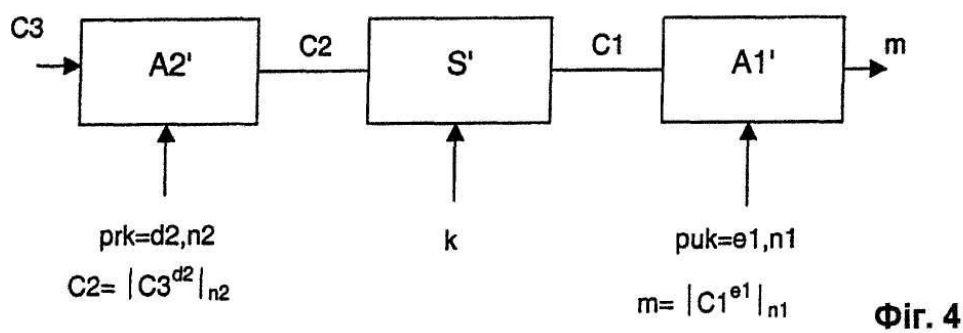 C3
A2'
C2
S'
C1
A1'
m
prk=d2,n2
k
puk=e1,n1
C2= |C3^d2|_n2
m= |C1^e1|_n1
Фіг. 4